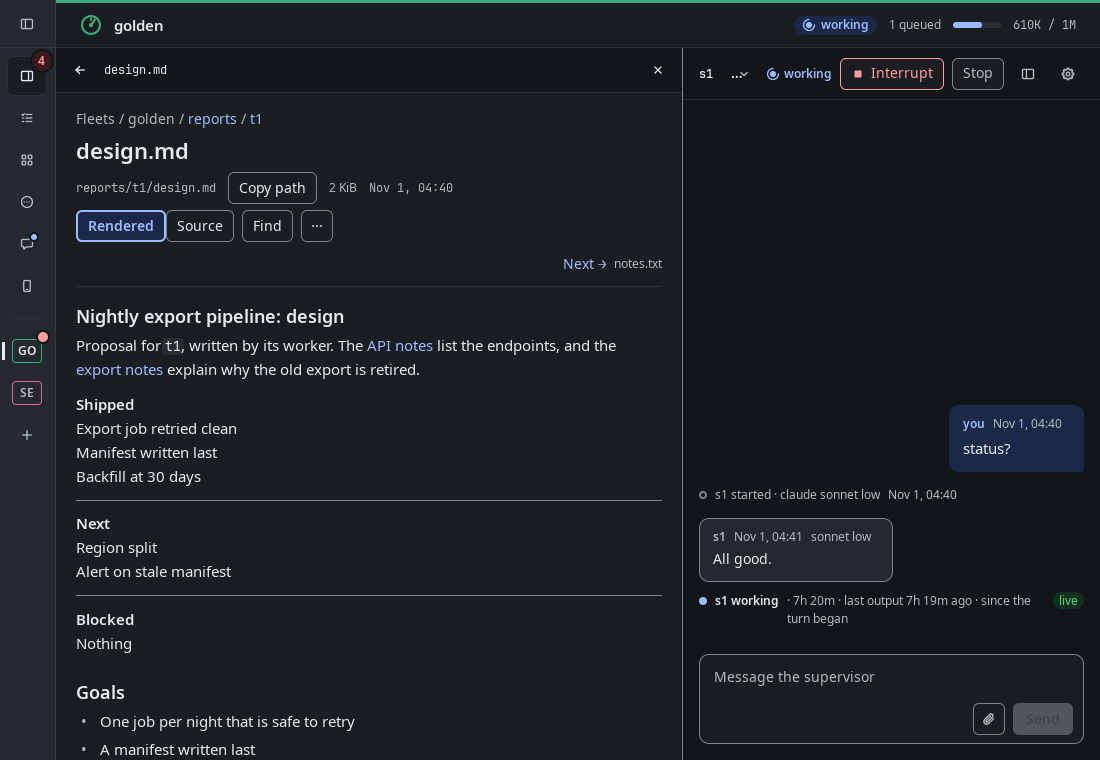 golden
working
1 queued
610K / 1M
4
GO
SE
design.md
Fleets / golden / reports / t1
design.md
reports/t1/design.md
Copy path
2 KiB
Nov 1, 04:40
Rendered
Source
Find
Next → notes.txt
Nightly export pipeline: design
Proposal for t1, written by its worker. The API notes list the endpoints, and the
export notes explain why the old export is retired.
Shipped
Export job retried clean
Manifest written last
Backfill at 30 days
Next
Region split
Alert on stale manifest
Blocked
Nothing
Goals
• One job per night that is safe to retry
• A manifest written last
s1
...
working
Interrupt
Stop
you Nov 1, 04:40
status?
s1 started · claude sonnet low Nov 1, 04:40
s1 Nov 1, 04:41 sonnet low
All good.
s1 working · 7h 20m · last output 7h 19m ago · since the
turn began
live
Message the supervisor
Send